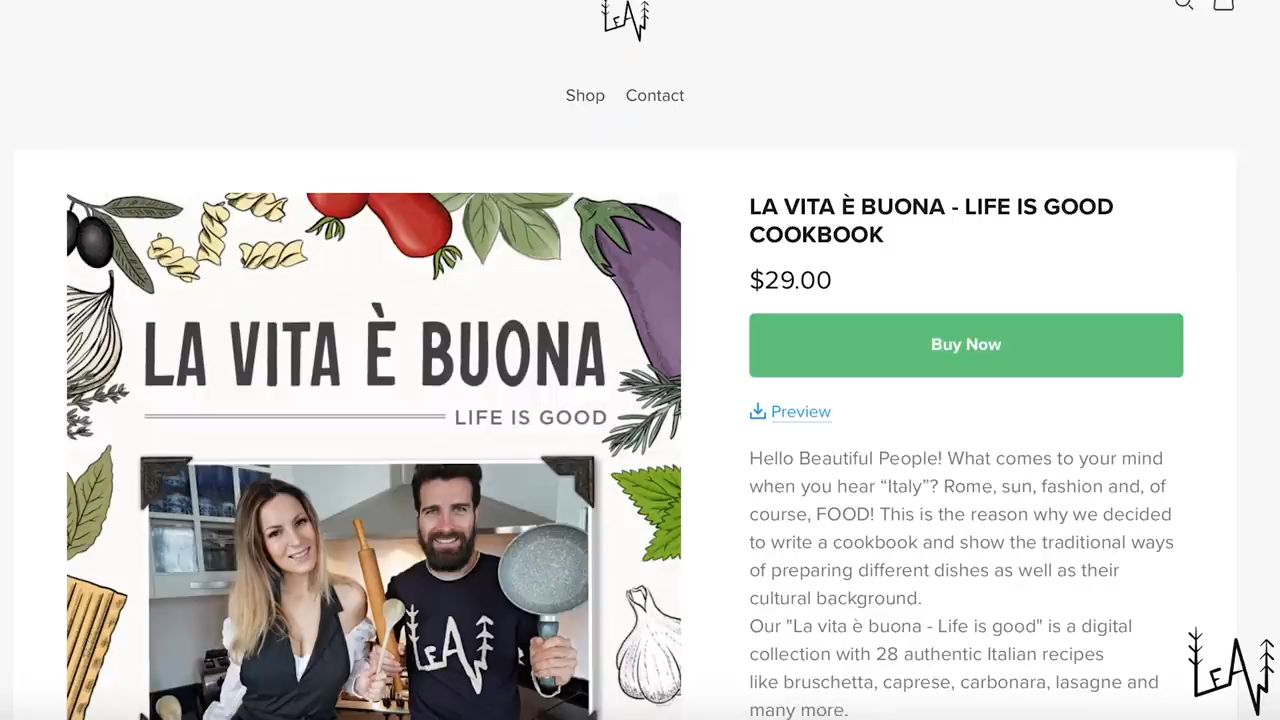 LEA
Shop Contact
LA VITA È BUONA
LIFE IS GOOD
LEA
LA VITA È BUONA - LIFE IS GOOD
COOKBOOK
$29.00
Buy Now
Preview
Hello Beautiful People! What comes to your mind
when you hear “Italy”? Rome, sun, fashion and, of
course, FOOD! This is the reason why we decided
to write a cookbook and show the traditional ways
of preparing different dishes as well as their
cultural background.
Our "La vita è buona - Life is good" is a digital
collection with 28 authentic Italian recipes
like bruschetta, caprese, carbonara, lasagne and
many more.
LEA